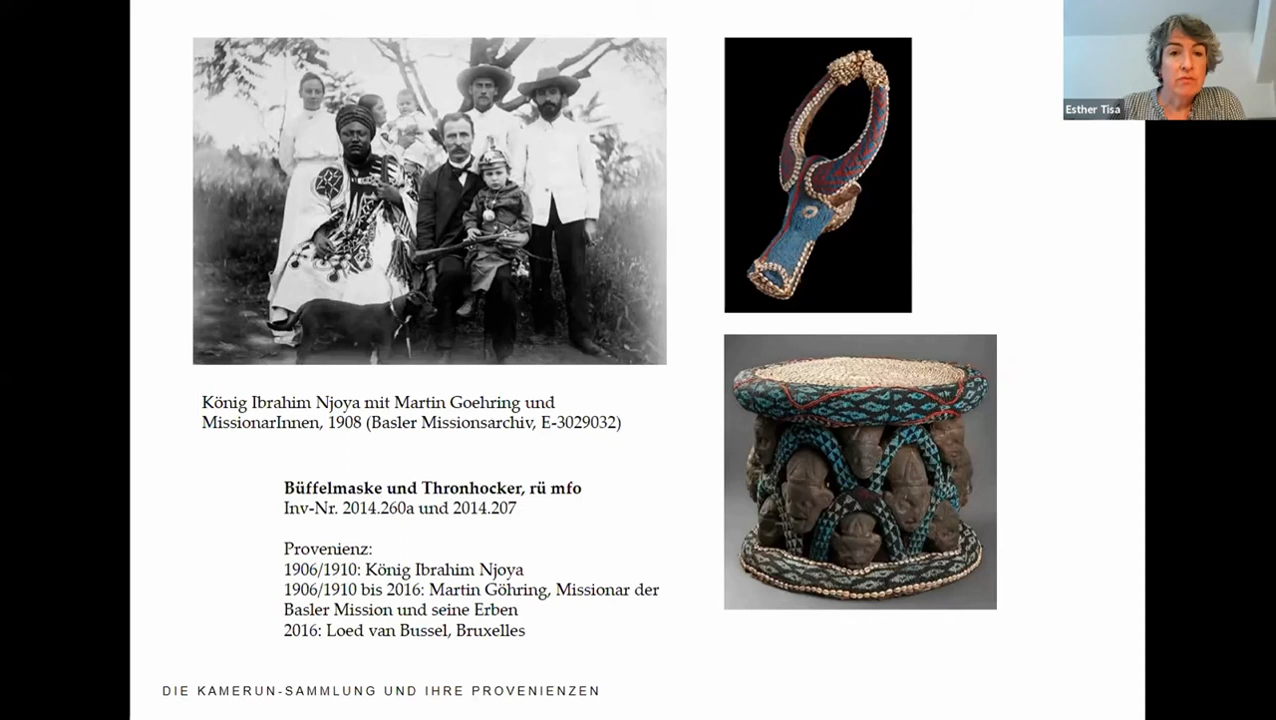 Esther Tisa
König Ibrahim Njoya mit Martin Goehring und
MissionarInnen, 1908 (Basler Missionsarchiv, E-3029032)
Büffelmaske und Thronhocker, rü mfo
Inv-Nr. 2014.260a und 2014.207
Provenienz:
1906/1910: König Ibrahim Njoya
1906/1910 bis 2016: Martin Göhring, Missionar der
Basler Mission und seine Erben
2016: Loed van Bussel, Bruxelles
DIE KAMERUN-SAMMLUNG UND IHRE PROVENIENZEN